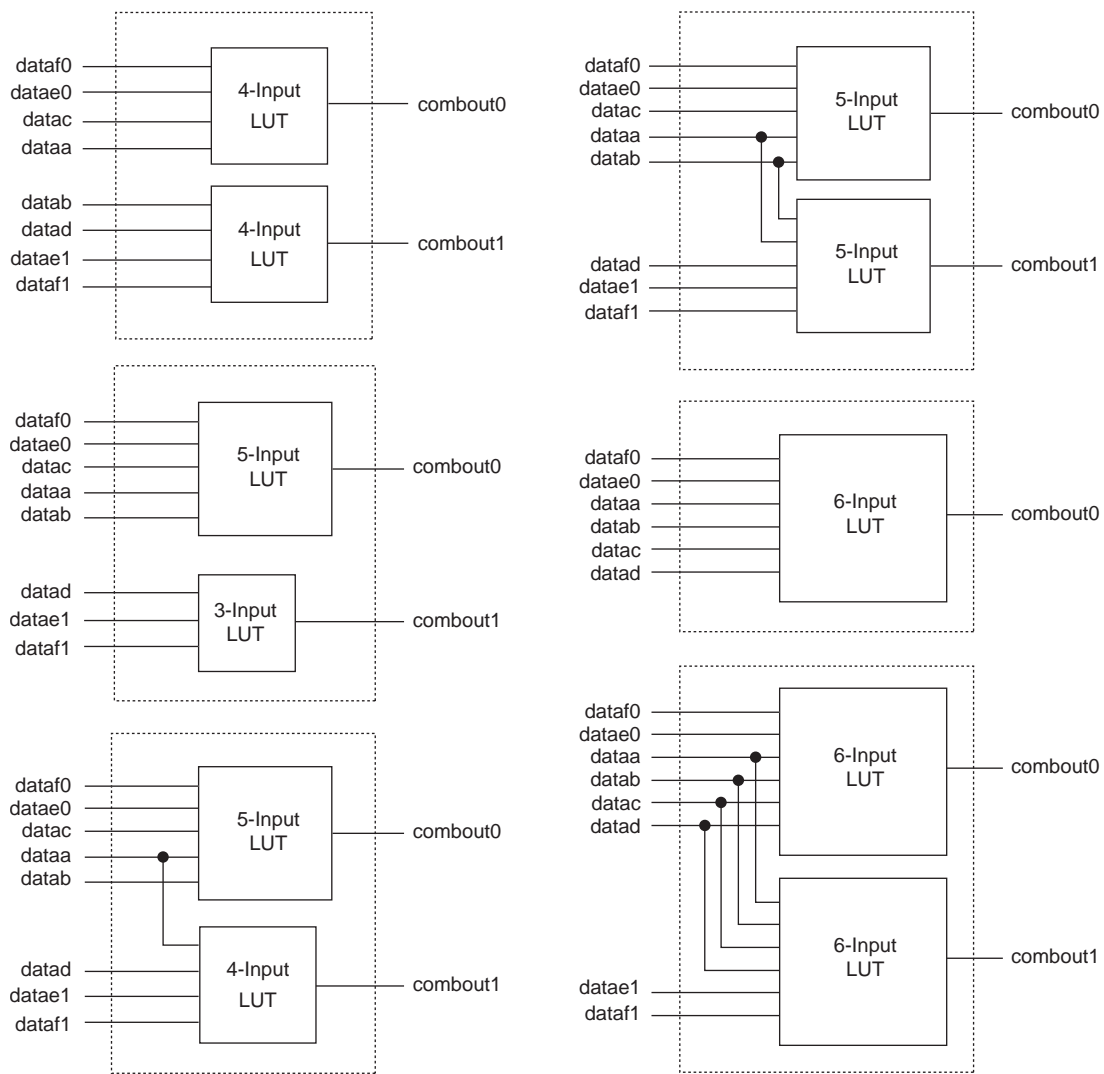 dataf0
datae0
datac
dataa
4-Input
LUT
combout0
datab
datad
datae1
dataf1
4-Input
LUT
combout1
dataf0
datae0
datac
dataa
datab
5-Input
LUT
combout0
datad
datae1
dataf1
3-Input
LUT
combout1
dataf0
datae0
datac
dataa
datab
5-Input
LUT
combout0
datad
datae1
dataf1
4-Input
LUT
combout1
dataf0
datae0
datac
dataa
datab
5-Input
LUT
combout0
datad
datae1
dataf1
5-Input
LUT
combout1
dataf0
datae0
dataa
datab
datac
datad
6-Input
LUT
combout0
dataf0
datae0
dataa
datab
datac
datad
6-Input
LUT
combout0
datae1
dataf1
6-Input
LUT
combout1